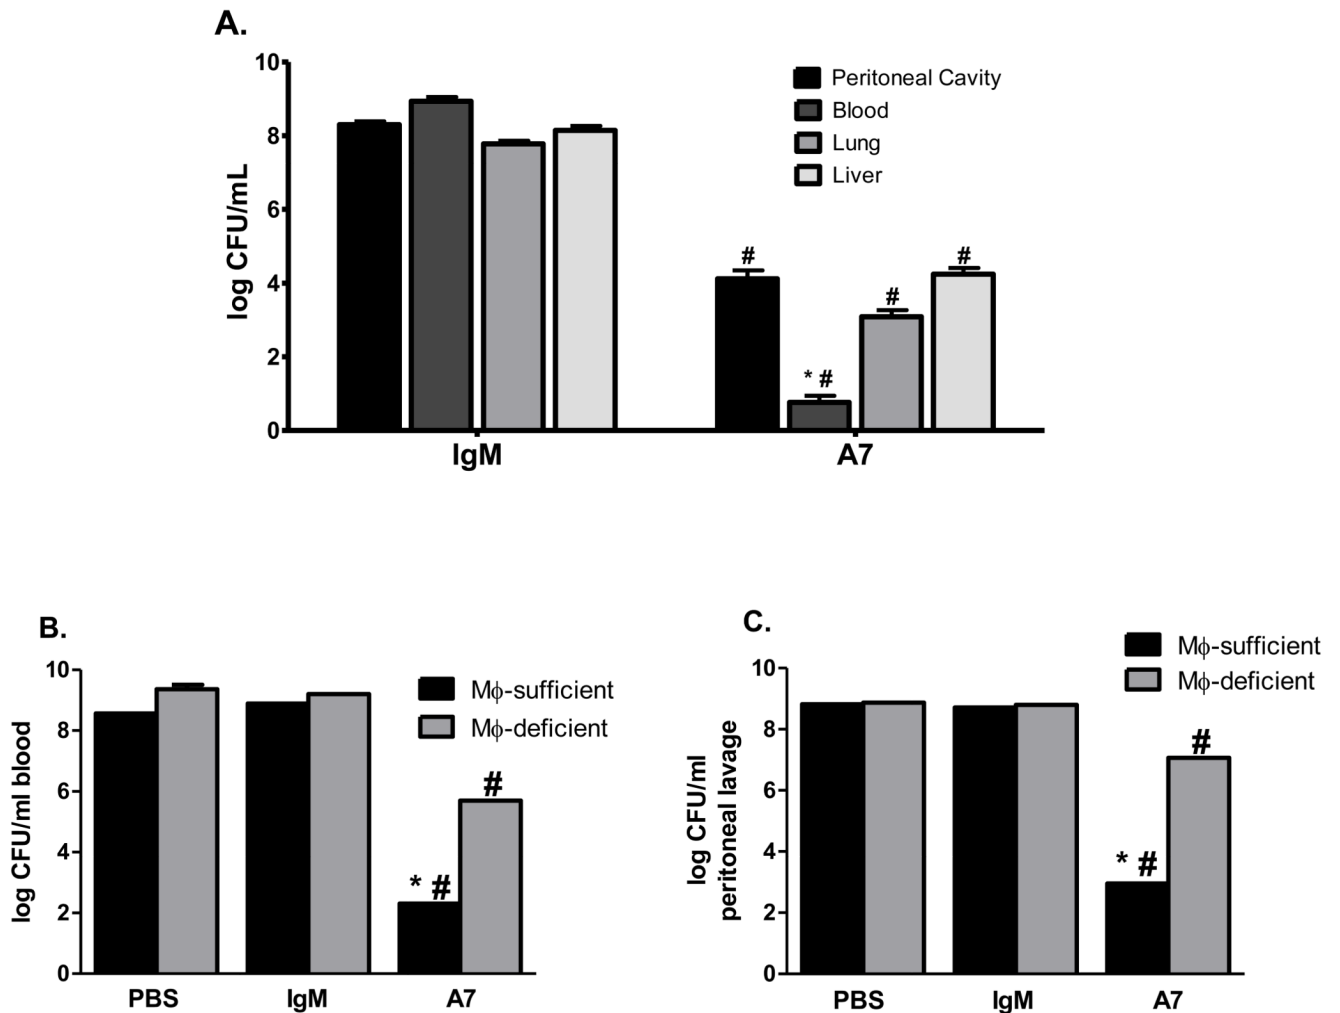 A.
10
8
6
4
2
0
log CFU/mL
Peritoneal Cavity
Blood
Lung
Liver
#
* #
#
#
IgM
A7
B.
10
8
6
4
2
0
log CFU/ml blood
Mϕ-sufficient
Mϕ-deficient
* #
#
PBS
IgM
A7
C.
10
8
6
4
2
0
log CFU/ml
peritoneal lavage
Mϕ-sufficient
Mϕ-deficient
* #
#
PBS
IgM
A7